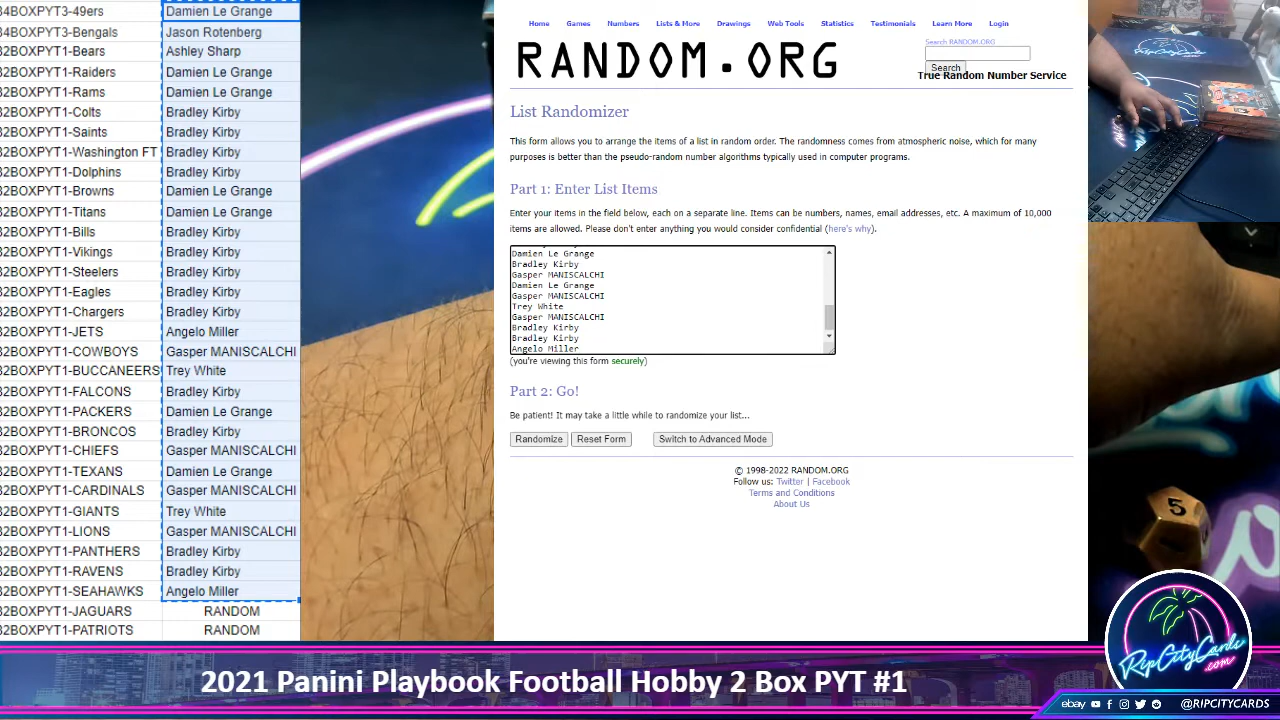 34BOXPYT3-49ers Damien Le Grange
34BOXPYT3-Bengals Jason Rotenberg
32BOXPYT1-Bears Ashley Sharp
32BOXPYT1-Raiders Damien Le Grange
32BOXPYT1-Rams Damien Le Grange
32BOXPYT1-Colts Bradley Kirby
32BOXPYT1-Saints Bradley Kirby
32BOXPYT1-Washington FT Bradley Kirby
32BOXPYT1-Dolphins Bradley Kirby
32BOXPYT1-Browns Damien Le Grange
32BOXPYT1-Titans Damien Le Grange
32BOXPYT1-Bills Bradley Kirby
32BOXPYT1-Vikings Bradley Kirby
32BOXPYT1-Steelers Bradley Kirby
32BOXPYT1-Eagles Bradley Kirby
32BOXPYT1-Chargers Bradley Kirby
32BOXPYT1-JETS Angelo Miller
32BOXPYT1-COWBOYS Gasper MANISCALCHI
32BOXPYT1-BUCCANEERS Trey White
32BOXPYT1-FALCONS Bradley Kirby
32BOXPYT1-PACKERS Damien Le Grange
32BOXPYT1-BRONCOS Bradley Kirby
32BOXPYT1-CHIEFS Gasper MANISCALCHI
32BOXPYT1-TEXANS Damien Le Grange
32BOXPYT1-CARDINALS Gasper MANISCALCHI
32BOXPYT1-GIANTS Trey White
32BOXPYT1-LIONS Gasper MANISCALCHI
32BOXPYT1-PANTHERS Bradley Kirby
32BOXPYT1-RAVENS Bradley Kirby
32BOXPYT1-SEAHAWKS Angelo Miller
32BOXPYT1-JAGUARS RANDOM
32BOXPYT1-PATRIOTS RANDOM
Home Games Numbers Lists & More Drawings Web Tools Statistics Testimonials Learn More Login
RANDOM.ORG
Search RANDOM.ORG
Search
True Random Number Service
List Randomizer
This form allows you to arrange the items of a list in random order. The randomness comes from atmospheric noise, which for many
purposes is better than the pseudo-random number algorithms typically used in computer programs.
Part 1: Enter List Items
Enter your items in the field below, each on a separate line. Items can be numbers, names, email addresses, etc. A maximum of 10,000
items are allowed. Please don't enter anything you would consider confidential (here's why).
Damien Le Grange
Bradley Kirby
Gasper MANISCALCHI
Damien Le Grange
Gasper MANISCALCHI
Trey White
Gasper MANISCALCHI
Bradley Kirby
Bradley Kirby
Angelo Miller
(you're viewing this form securely)
Part 2: Go!
Be patient! It may take a little while to randomize your list...
Randomize Reset Form Switch to Advanced Mode
© 1998-2022 RANDOM.ORG
Follow us: Twitter | Facebook
Terms and Conditions
About Us
5
RipCityCards
.com
2021 Panini Playbook Football Hobby 2 Box PYT #1
ebay @RIPCITYCARDS